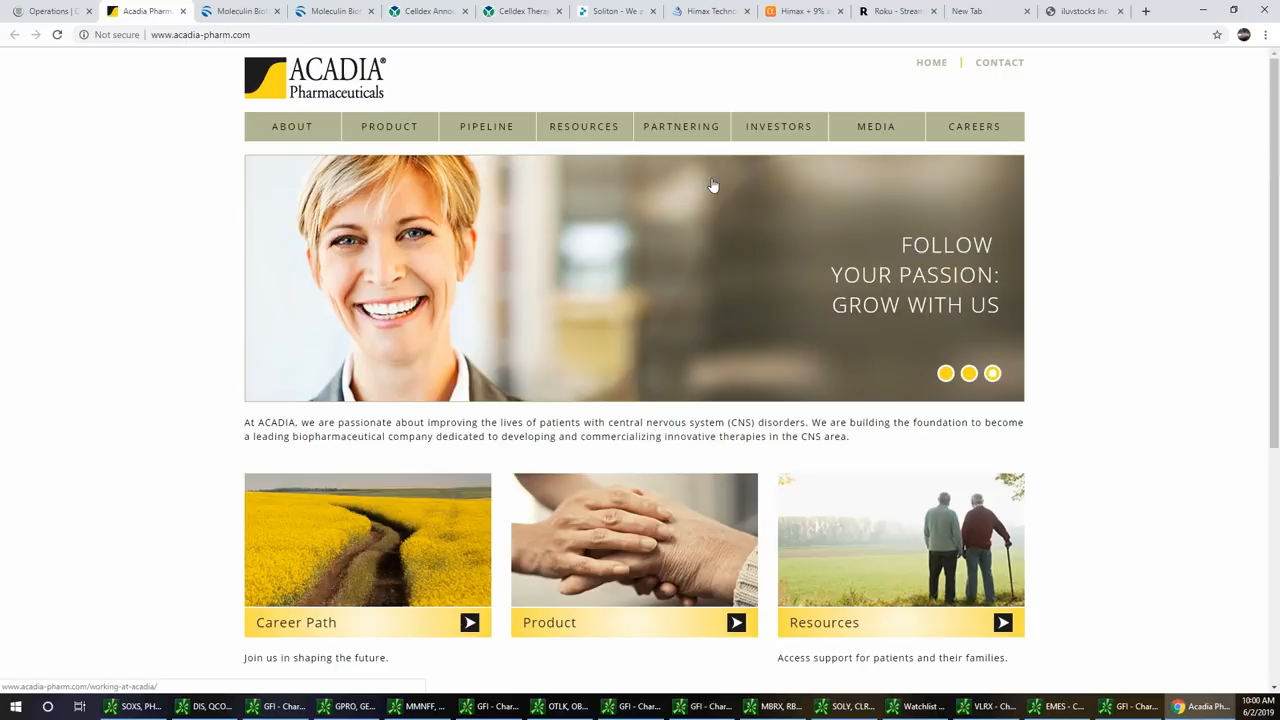 Operations | C
Acadia Pharm
Moleculin Biot
Moleculin Biot
Celldex Annou
Celldex Therap
Soliton - We a
Himax Techno
Himax + 9% a
Roku - Stream
New Tab
iluvstocks Inc
Not secure | www.acadia-pharm.com
ACADIA®
Pharmaceuticals
HOME | CONTACT
ABOUT PRODUCT PIPELINE RESOURCES PARTNERING INVESTORS MEDIA CAREERS
FOLLOW
YOUR PASSION:
GROW WITH US
At ACADIA, we are passionate about improving the lives of patients with central nervous system (CNS) disorders. We are building the foundation to become
a leading biopharmaceutical company dedicated to developing and commercializing innovative therapies in the CNS area.
Career Path
Product
Resources
Join us in shaping the future.
Access support for patients and their families.
www.acadia-pharm.com/working-at-acadia/
SOXS, PH...
DIS, QCO...
GFI - Char...
GPRO, GE...
MMNFF, ...
GFI - Char...
OTLK, OB...
GFI - Char...
GFI - Char...
MBRX, RB...
SOLY, CLR...
Watchlist ...
VLRX - Ch...
EMES - C...
GFI - Char...
Acadia Ph...
10:00 AM
6/2/2019